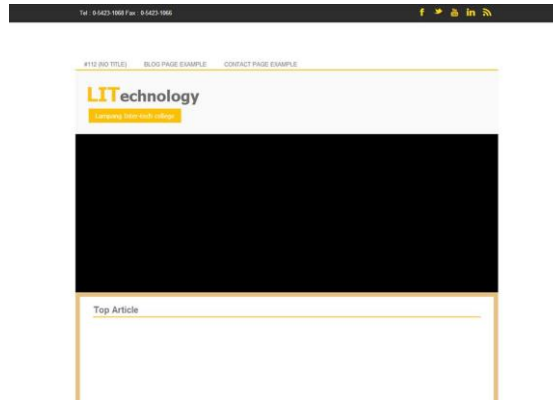 Tel : 0-5423-1068 Fax : 0-5423-1066
#112 (NO TITLE) BLOG PAGE EXAMPLE CONTACT PAGE EXAMPLE
LITechnology
Lampang Inter-tech college
Top Article